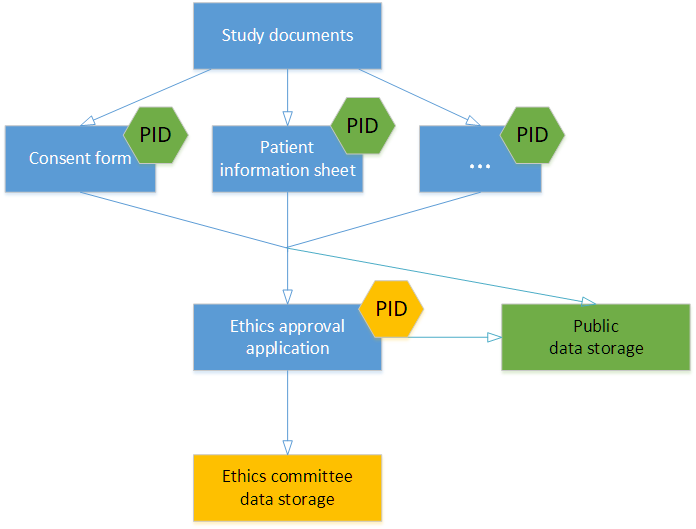 Study documents
PID
PID
PID
Consent form
Patient
information sheet
...
PID
Ethics approval
application
Public
data storage
Ethics committee
data storage